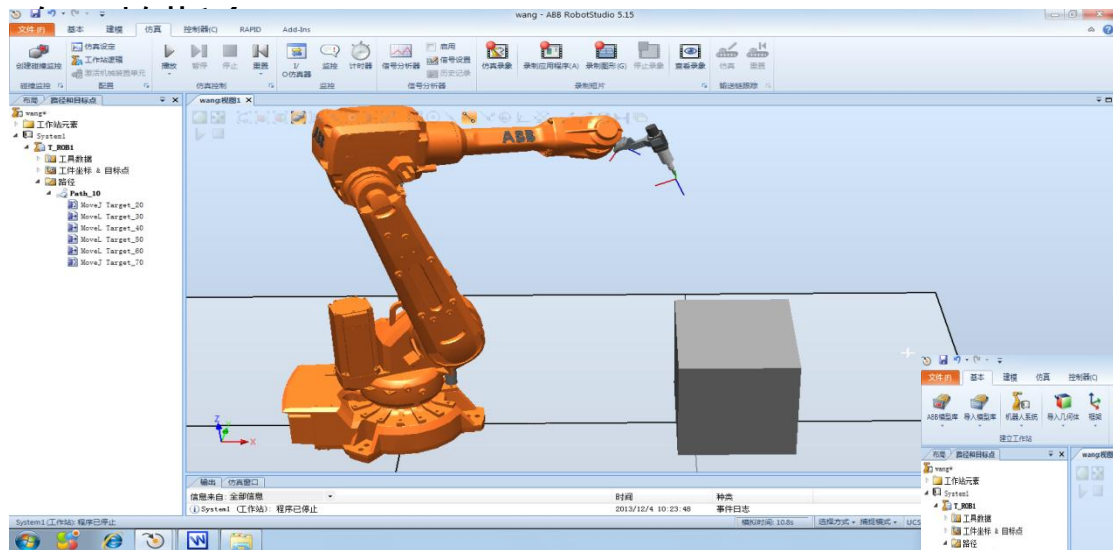 wang - ABB RobotStudio 5.15
文件(F) 基本 建模 仿真 控制器(C) RAPID Add-Ins
创建碰撞监控 仿真设定 工作站逻辑 激活机械装置单元 播放 暂停 停止 重置 I/O仿真器 监控 计时器 信号分析器 启用 信号设置 历史记录 仿真录象 录制应用程序(A) 录制图形(G) 停止录象 查看录象 仿真 重置
碰撞监控 配置 仿真控制 监控 信号分析器 录制短片 输送链跟踪
布局 路径和目标点 wang:视图1
wang*
工作站元素
System1
T_ROB1
工具数据
工件坐标 & 目标点
路径
Path_10
MoveJ Target_20
MoveL Target_30
MoveL Target_40
MoveL Target_50
MoveL Target_60
MoveJ Target_70
ABB
Z
X
输出 仿真窗口
信息来自: 全部信息 时间 种类
System1 (工作站): 程序已停止 2013/12/4 10:23:48 事件日志
System1(工作站): 程序已停止 模拟时间: 10.8s 选择方式 捕捉模式 UCS
文件(F) 基本 建模 仿真 控制器(C)
ABB模型库 导入模型库 机器人系统 导入几何体 框架
建立工作站
布局 路径和目标点 wang:视图
wang*
工作站元素
System1
T_ROB1
工具数据
工件坐标 & 目标点
路径